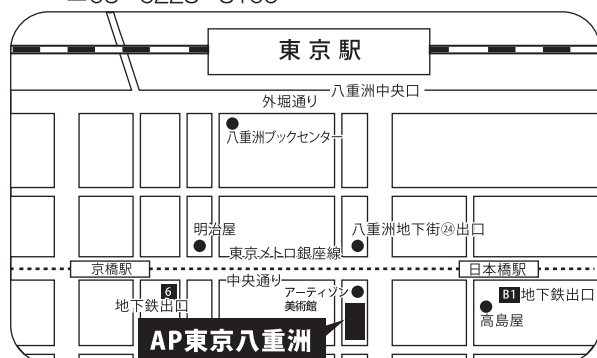 東京駅
八重洲中央口
外堀通り
八重洲ブックセンター
明治屋
八重洲地下街㉔出口
東京メトロ銀座線
京橋駅
日本橋駅
中央通り
6
地下鉄出口
アーティゾン
美術館
B1 地下鉄出口
高島屋
AP東京八重洲